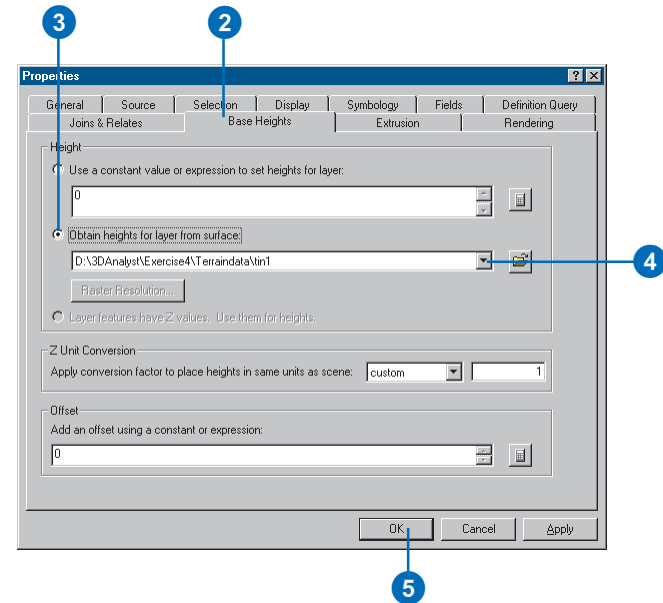 3 2
Properties
General Source Selection Display Symbology Fields Definition Query
Joins & Relates Base Heights Extrusion Rendering
Height
Use a constant value or expression to set heights for layer:
0
Obtain heights for layer from surface:
D:\3DAnalyst\Exercise4\Terraindata\tin1
4
Raster Resolution...
Layer features have Z values. Use them for heights.
Z Unit Conversion
Apply conversion factor to place heights in same units as scene: custom 1
Offset
Add an offset using a constant or expression:
0
OK Cancel Apply
5